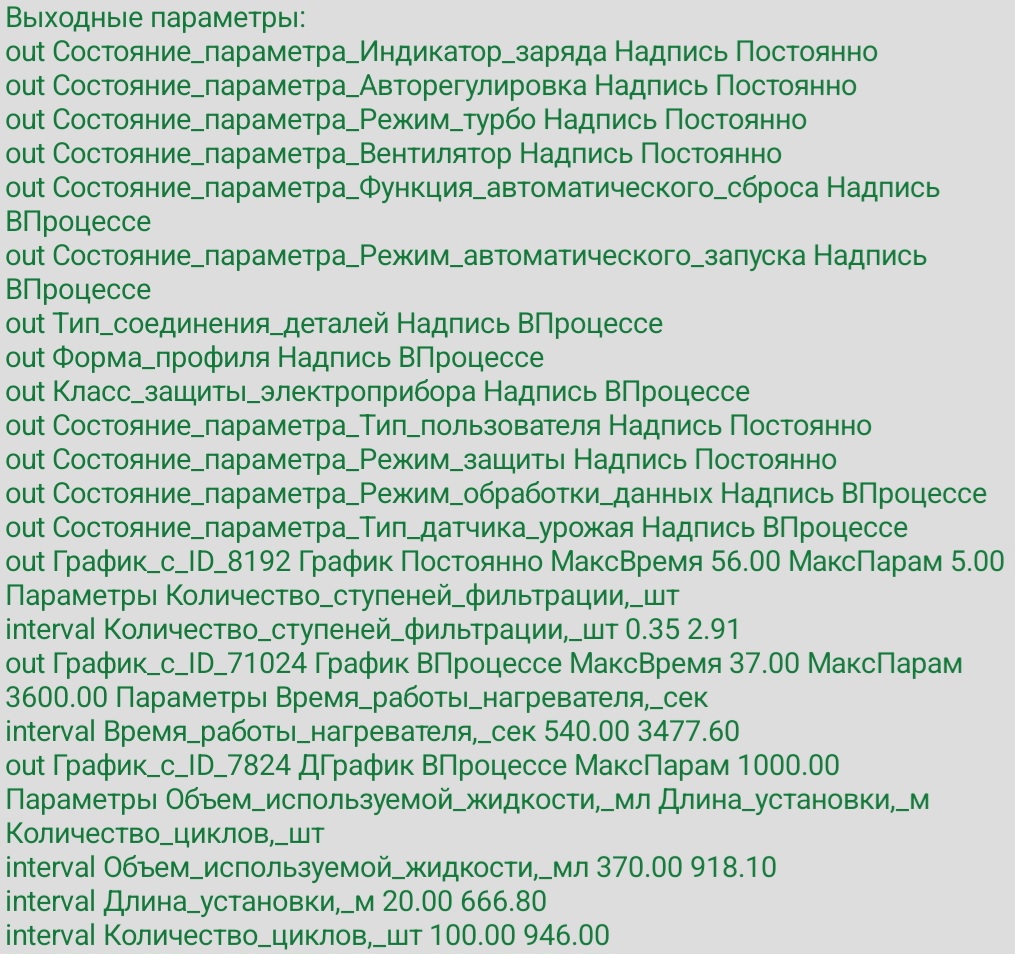 Выходные параметры:
out Состояние_параметра_Индикатор_заряда Надпись Постоянно
out Состояние_параметра_Авторегулировка Надпись Постоянно
out Состояние_параметра_Режим_турбо Надпись Постоянно
out Состояние_параметра_Вентилятор Надпись Постоянно
out Состояние_параметра_Функция_автоматического_сброса Надпись
ВПроцессе
out Состояние_параметра_Режим_автоматического_запуска Надпись
ВПроцессе
out Тип_соединения_деталей Надпись ВПроцессе
out Форма_профиля Надпись ВПроцессе
out Класс_защиты_электроприбора Надпись ВПроцессе
out Состояние_параметра_Тип_пользователя Надпись Постоянно
out Состояние_параметра_Режим_защиты Надпись Постоянно
out Состояние_параметра_Режим_обработки_данных Надпись ВПроцессе
out Состояние_параметра_Тип_датчика_урожая Надпись ВПроцессе
out График_с_ID_8192 График Постоянно МаксВремя 56.00 МаксПарам 5.00
Параметры Количество_ступеней_фильтрации,_шт
interval Количество_ступеней_фильтрации,_шт 0.35 2.91
out График_с_ID_71024 График ВПроцессе МаксВремя 37.00 МаксПарам
3600.00 Параметры Время_работы_нагревателя,_сек
interval Время_работы_нагревателя,_сек 540.00 3477.60
out График_с_ID_7824 ДГрафик ВПроцессе МаксПарам 1000.00
Параметры Объем_используемой_жидкости,_мл Длина_установки,_м
Количество_циклов,_шт
interval Объем_используемой_жидкости,_мл 370.00 918.10
interval Длина_установки,_м 20.00 666.80
interval Количество_циклов,_шт 100.00 946.00